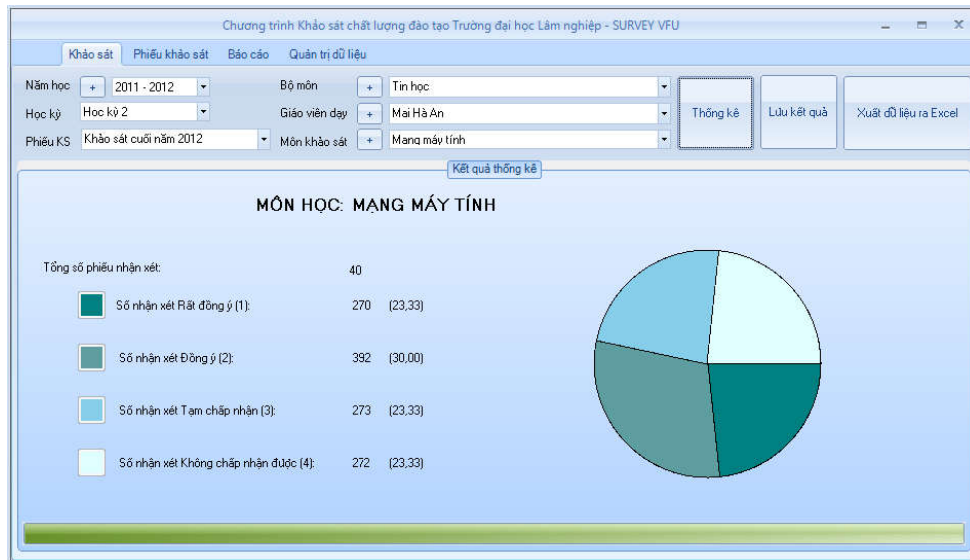 Chương trình Khảo sát chất lượng đào tạo Trường đại học Lâm nghiệp - SURVEY VFU
Khảo sát Phiếu khảo sát Báo cáo Quản trị dữ liệu
Năm học + 2011 - 2012 Bộ môn + Tin học
Học kỳ Học kỳ 2 Giáo viên dạy + Mai Hà An
Phiếu KS Khảo sát cuối năm 2012 Môn khảo sát + Mạng máy tính
Thống kê Lưu kết quả Xuất dữ liệu ra Excel
Kết quả thống kê
MÔN HỌC: MẠNG MÁY TÍNH
Tổng số phiếu nhận xét: 40
Số nhận xét Rất đồng ý (1): 270 (23,33)
Số nhận xét Đồng ý (2): 392 (30,00)
Số nhận xét Tạm chấp nhận (3): 273 (23,33)
Số nhận xét Không chấp nhận được (4): 272 (23,33)